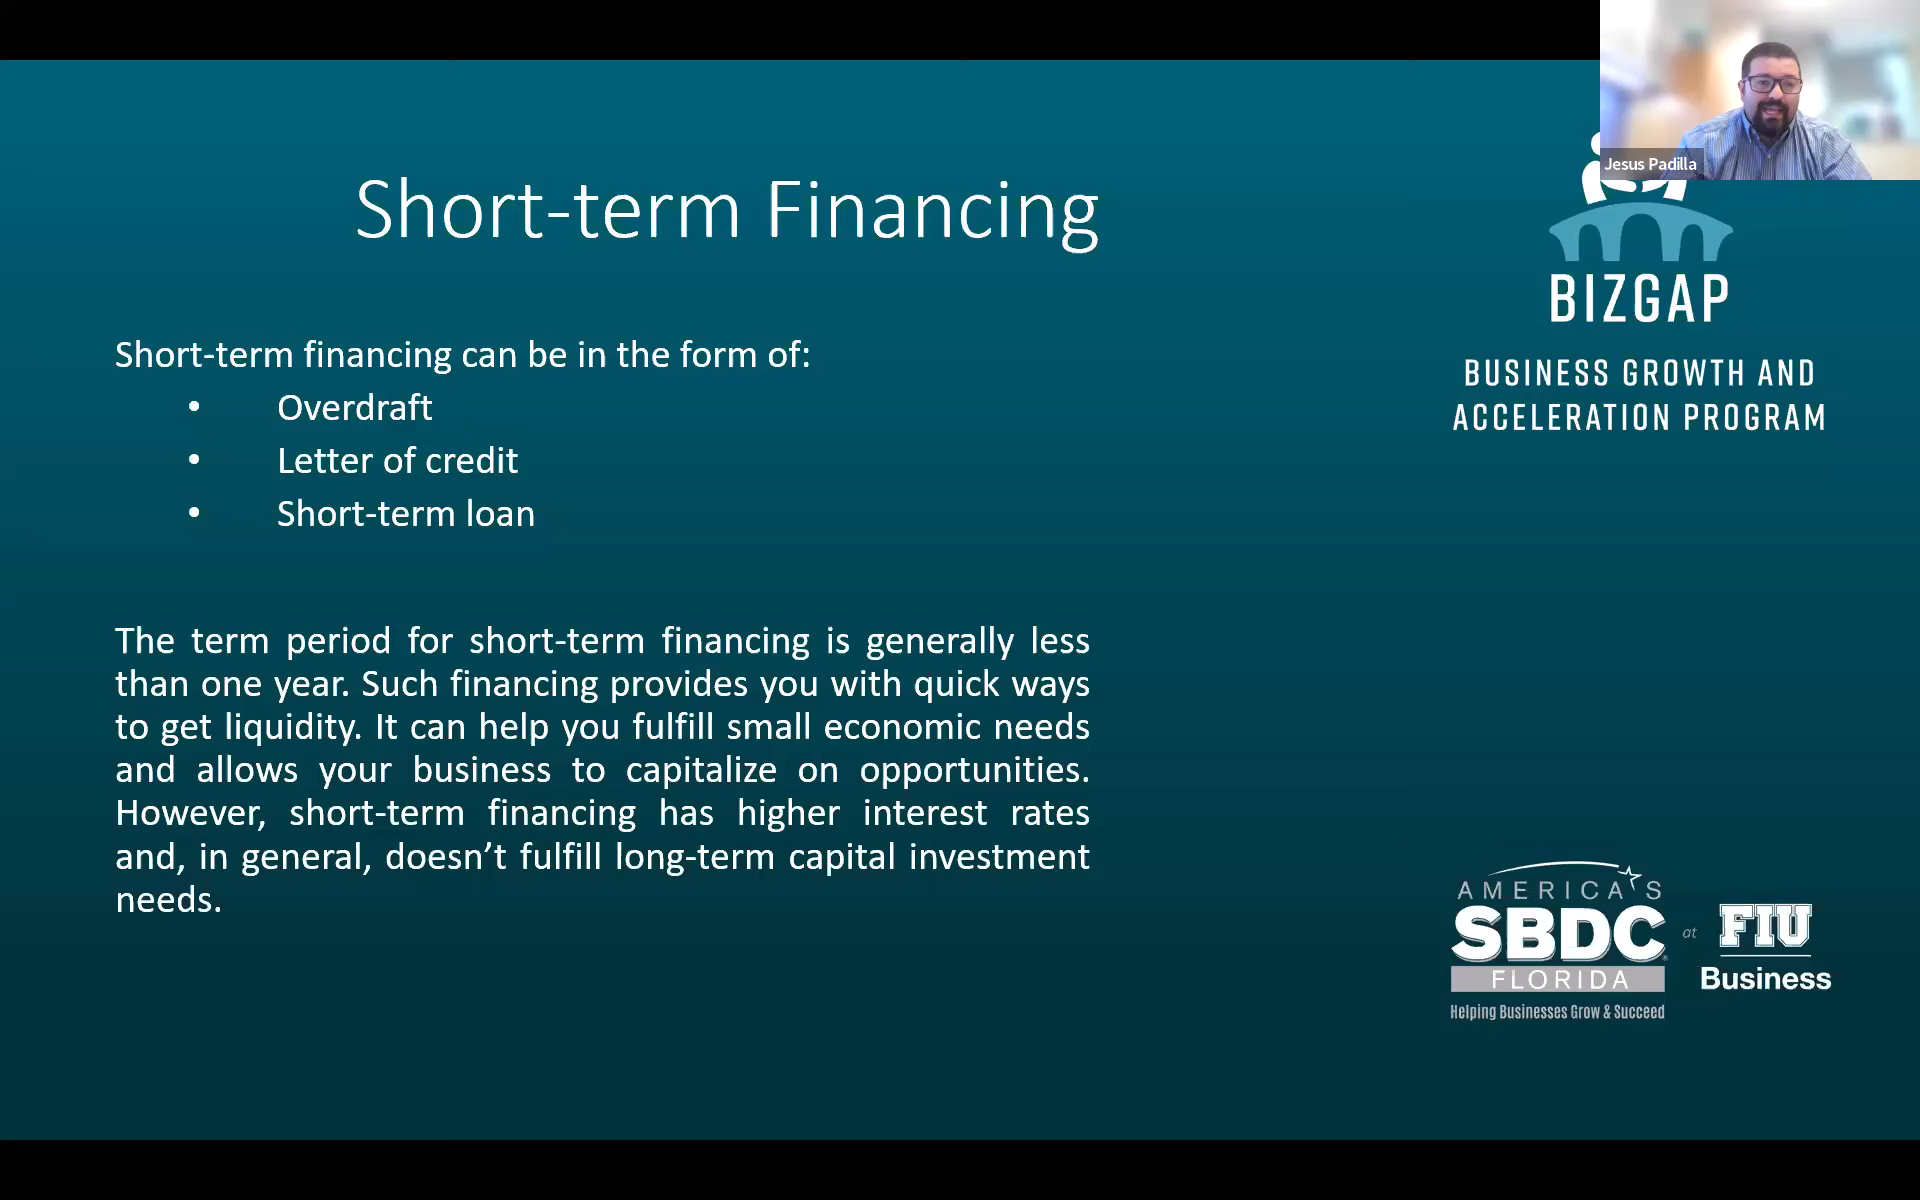 Jesus Padilla
Short-term Financing
BIZGAP
BUSINESS GROWTH AND
ACCELERATION PROGRAM
Short-term financing can be in the form of:
• Overdraft
• Letter of credit
• Short-term loan
The term period for short-term financing is generally less
than one year. Such financing provides you with quick ways
to get liquidity. It can help you fulfill small economic needs
and allows your business to capitalize on opportunities.
However, short-term financing has higher interest rates
and, in general, doesn’t fulfill long-term capital investment
needs.
AMERICA'S
SBDC
FLORIDA
Helping Businesses Grow & Succeed
at
FIU
Business